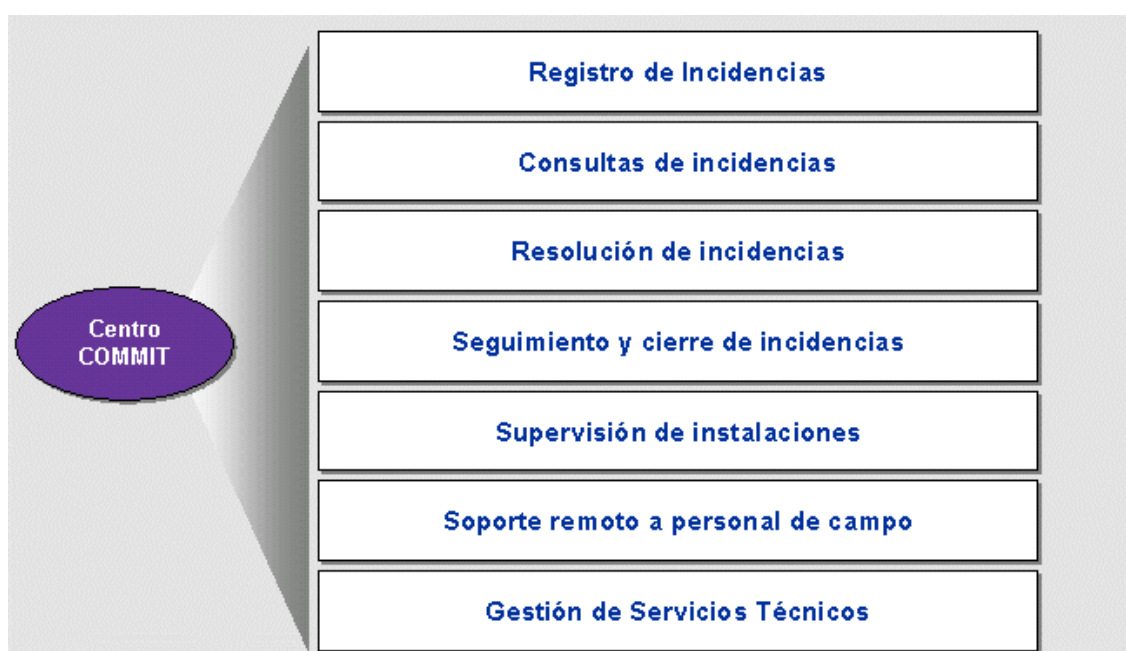 Registro de Incidencias
Consultas de incidencias
Resolución de incidencias
Centro
COMMIT
Seguimiento y cierre de incidencias
Supervisión de instalaciones
Soporte remoto a personal de campo
Gestión de Servicios Técnicos